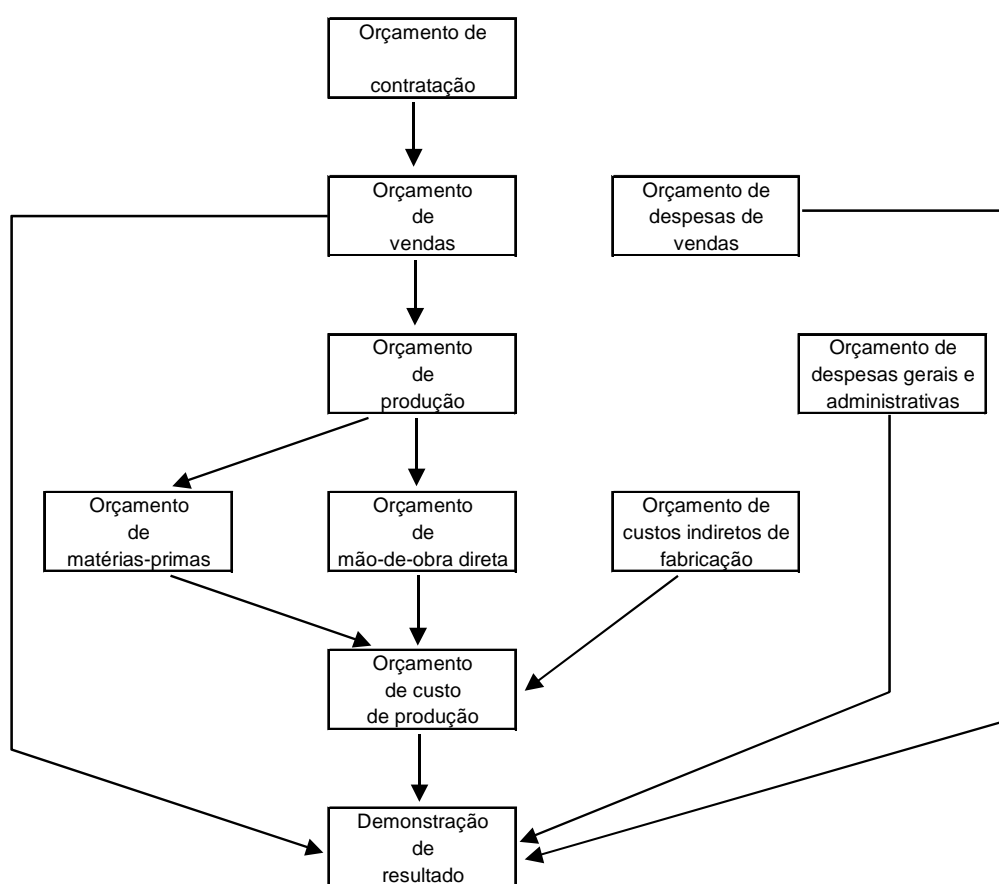 Orçamento de
contratação
Orçamento
de
vendas
Orçamento de
despesas de
vendas
Orçamento
de
produção
Orçamento de
despesas gerais e
administrativas
Orçamento
de
matérias-primas
Orçamento
de
mão-de-obra direta
Orçamento de
custos indiretos de
fabricação
Orçamento
de custo
de produção
Demonstração
de
resultado